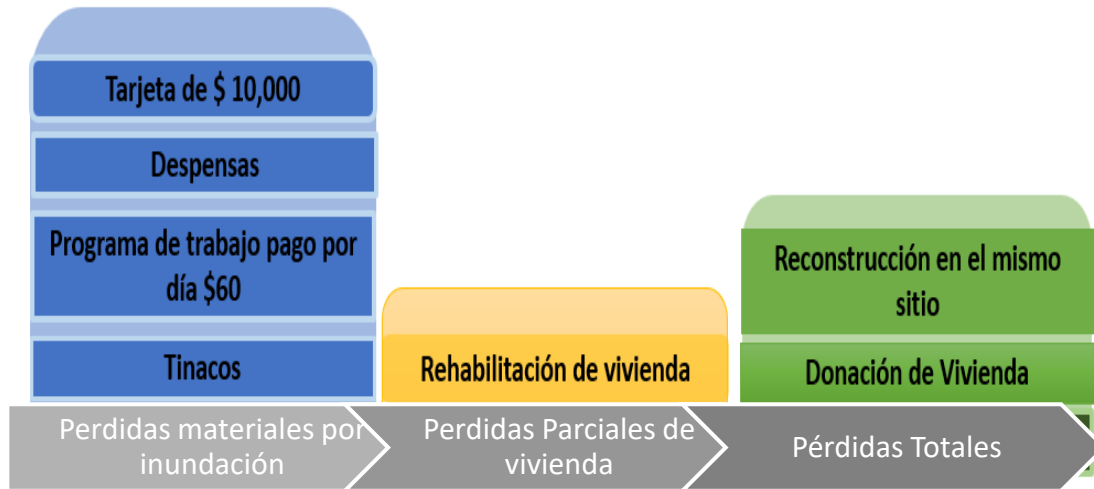 Tarjeta de $ 10,000
Despensas
Programa de trabajo pago por
día $60
Tinacos
Rehabilitación de vivienda
Reconstrucción en el mismo
sitio
Donación de Vivienda
Perdidas materiales por
inundación
Perdidas Parciales de
vivienda
Pérdidas Totales